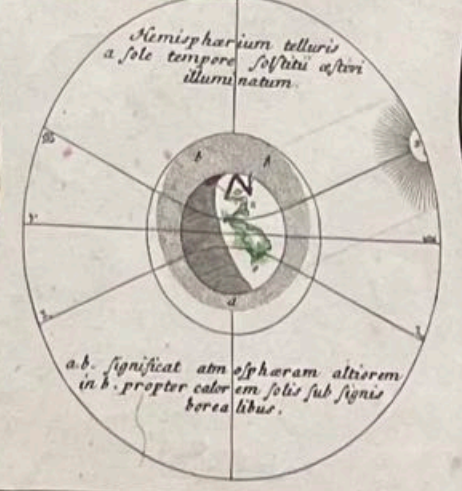 Hemisphærium telluris
a sole tempore solstitii æstivi
illuminatum.
b b
a
a.b. significat atmosphæram altiorem
in b. propter calorem solis sub signis
borealibus.